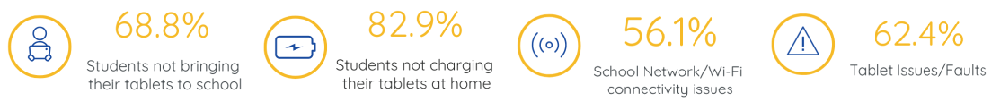 68.8%
Students not bringing
their tablets to school
82.9%
Students not charging
their tablets at home
56.1%
School Network/Wi-Fi
connectivity issues
62.4%
Tablet Issues/Faults